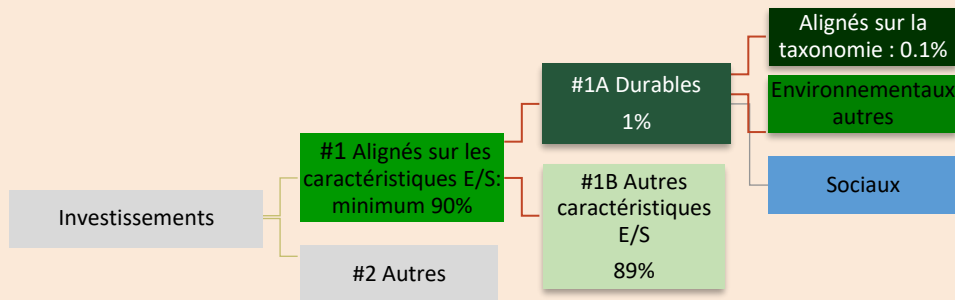 Investissements
#1 Alignés sur les
caractéristiques E/S:
minimum 90%
#2 Autres
#1A Durables
1%
#1B Autres
caractéristiques
E/S
89%
Alignés sur la
taxonomie : 0.1%
Environnementaux
autres
Sociaux